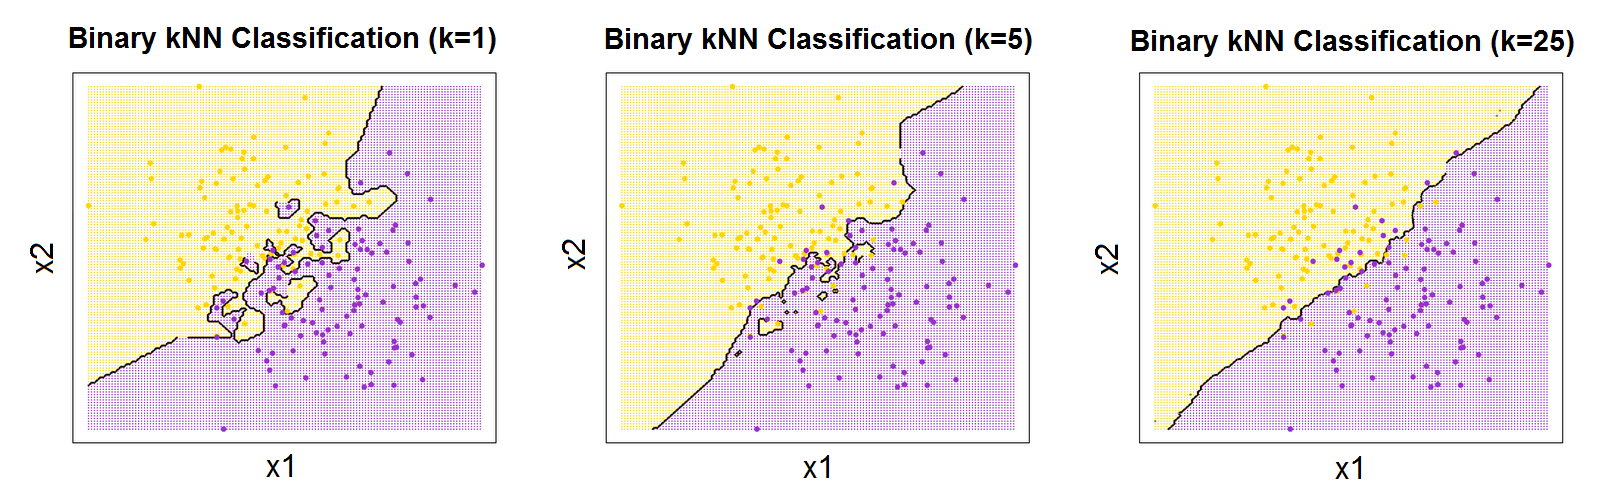 Binary kNN Classification (k=1)
Binary kNN Classification (k=5)
Binary kNN Classification (k=25)
x2
x2
x2
x1
x1
x1